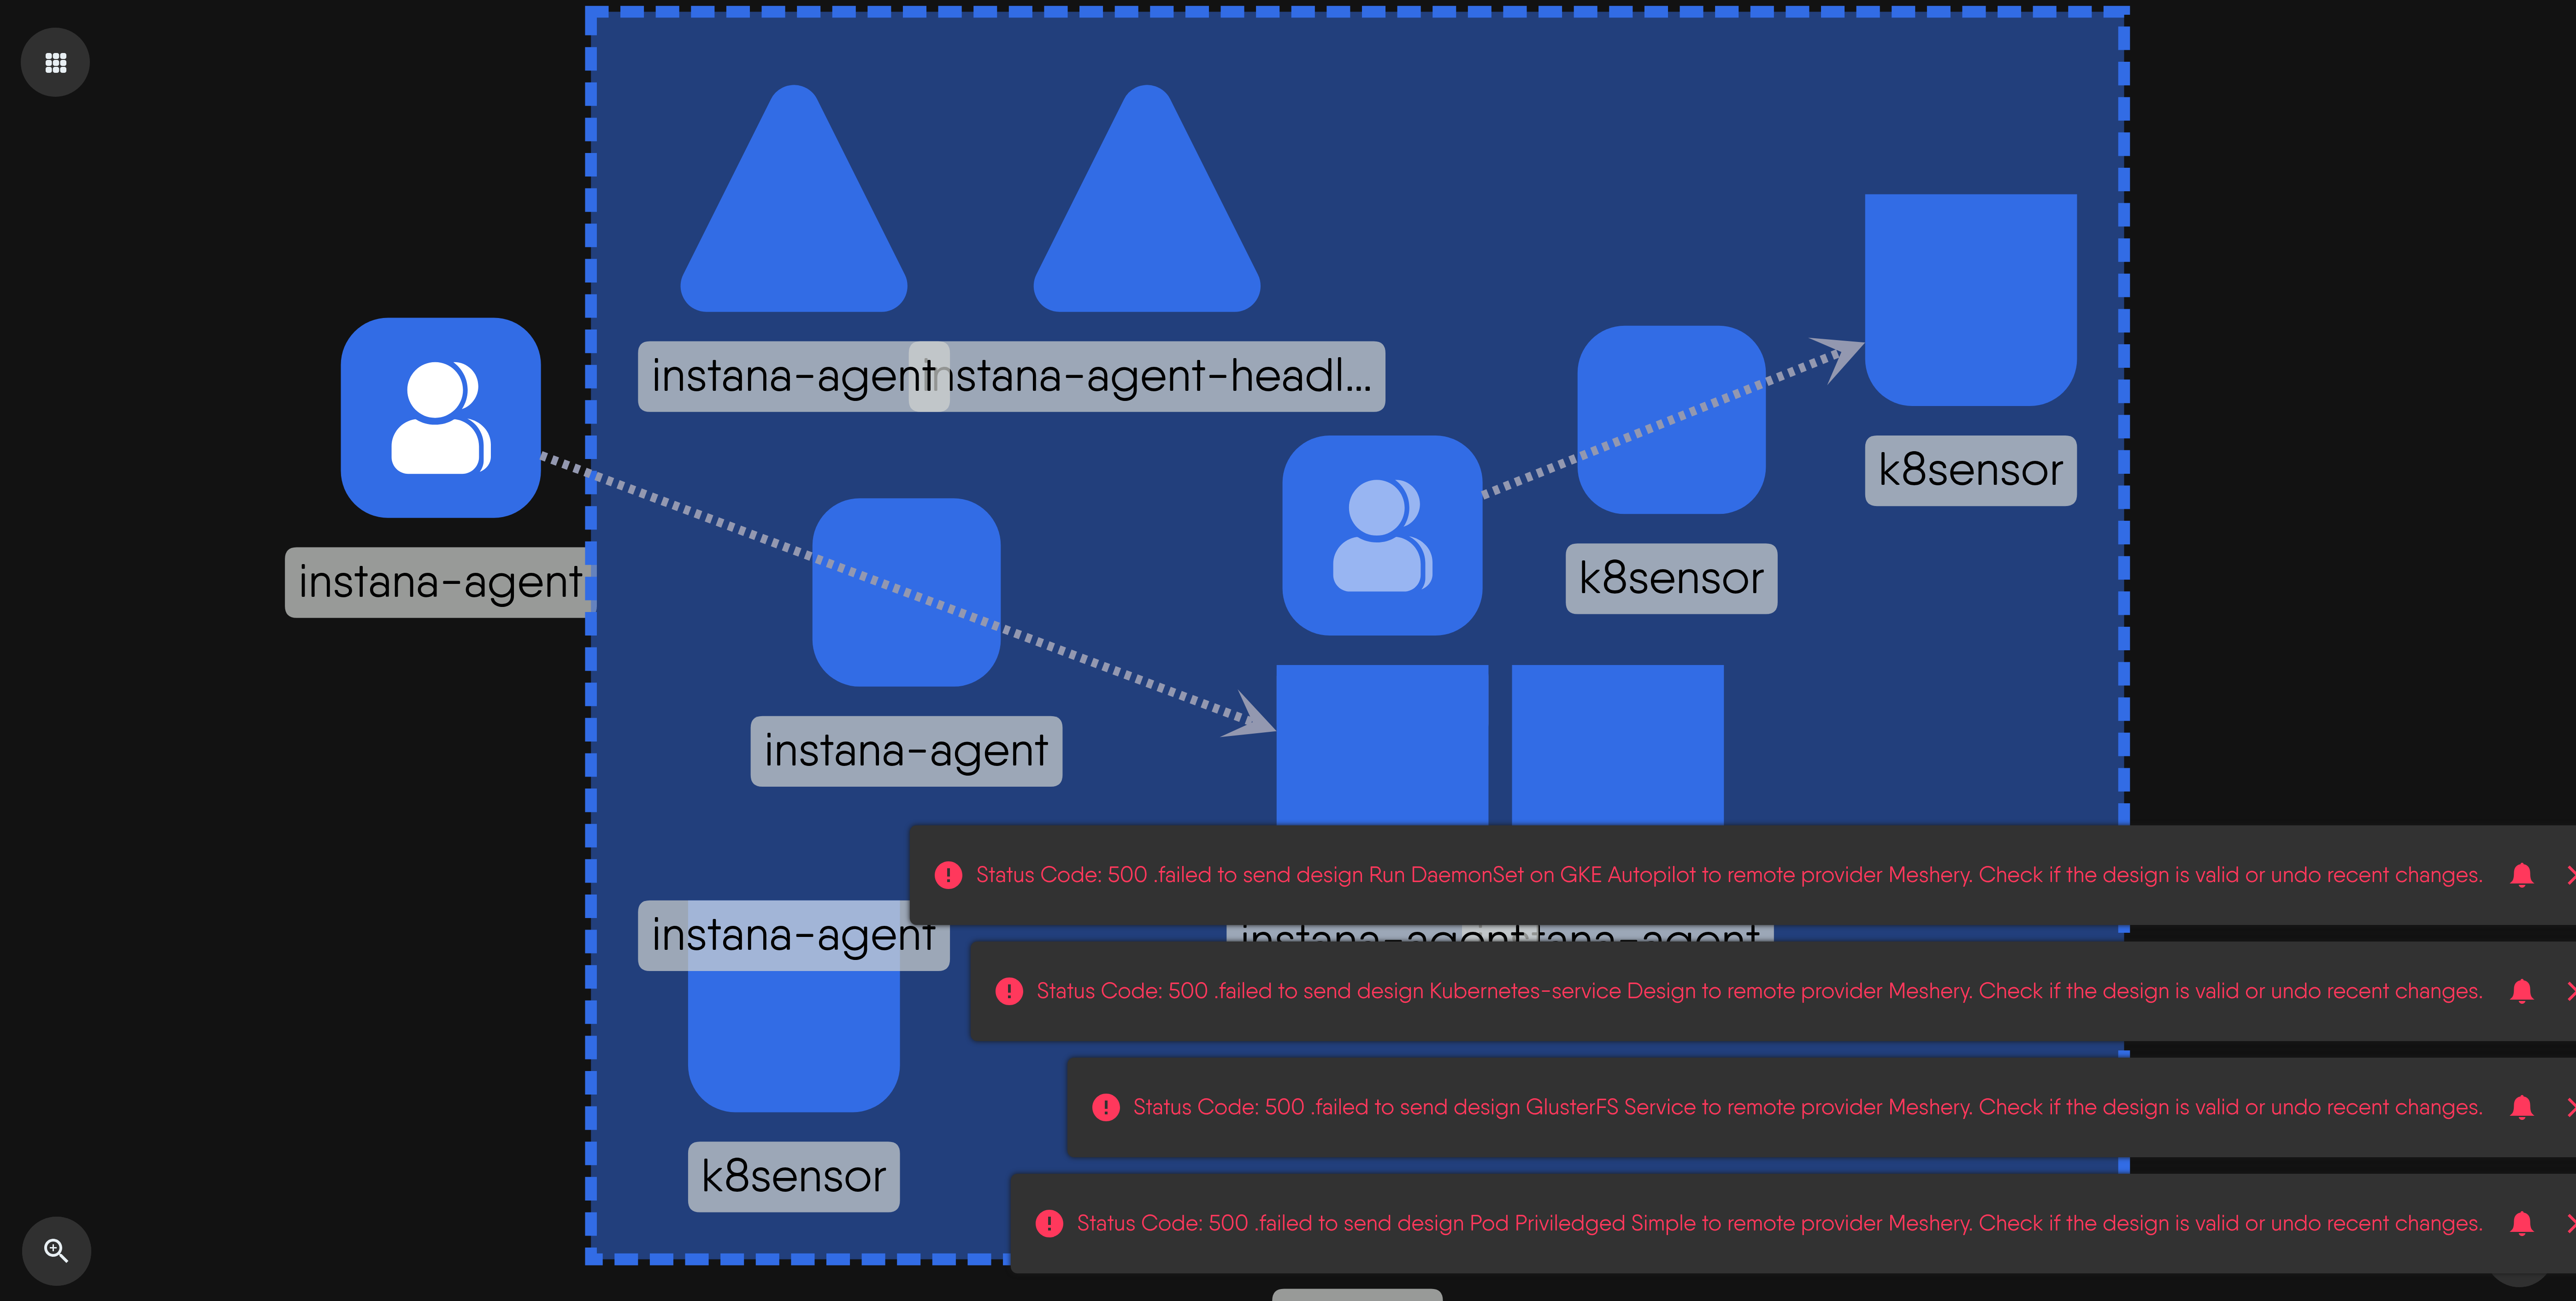 instana-agent
instana-agent-headl...
k8sensor
k8sensor
instana-agent
instana-agent
Status Code: 500 .failed to send design Run DaemonSet on GKE Autopilot to remote provider Meshery. Check if the design is valid or undo recent changes.
instana-agent
instana-agent
Status Code: 500 .failed to send design Kubernetes-service Design to remote provider Meshery. Check if the design is valid or undo recent changes.
Status Code: 500 .failed to send design GlusterFS Service to remote provider Meshery. Check if the design is valid or undo recent changes.
k8sensor
Status Code: 500 .failed to send design Pod Priviledged Simple to remote provider Meshery. Check if the design is valid or undo recent changes.